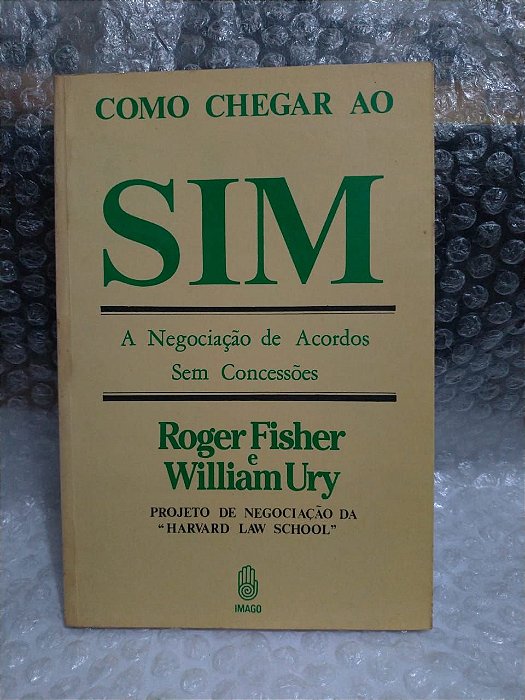 COMO CHEGAR AO
SIM
A Negociação de Acordos
Sem Concessões
Roger Fisher
e
William Ury
PROJETO DE NEGOCIAÇÃO DA
“HARVARD LAW SCHOOL”
IMAGO